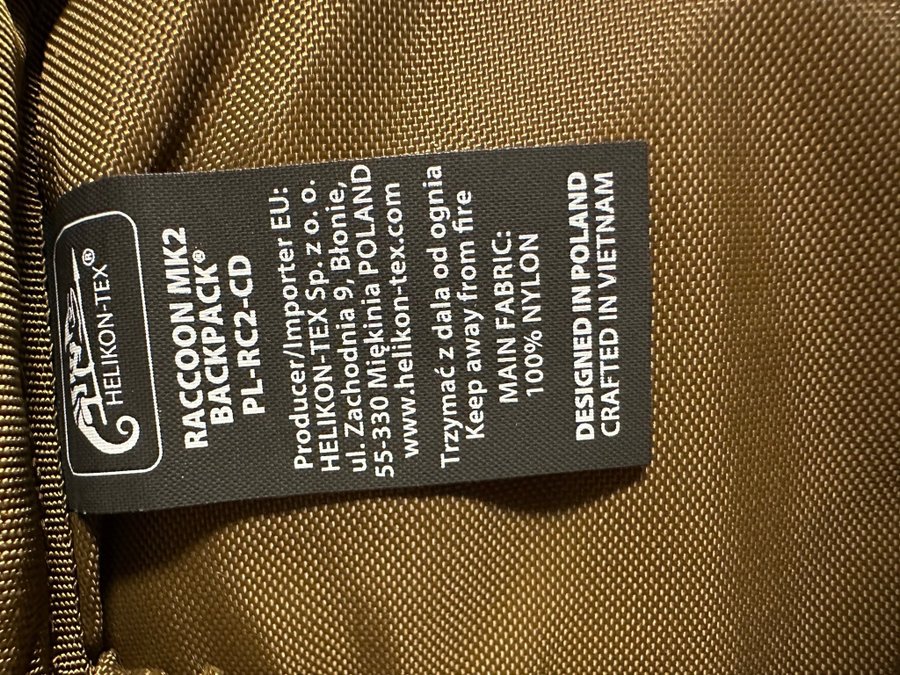 HELIKON-TEX®
RACCOON MK2
BACKPACK®
PL-RC2-CD
Producer/Importer EU:
HELIKON-TEX Sp. z o. o.
ul. Zachodnia 9, Błonie,
55-330 Miękinia POLAND
www.helikon-tex.com
Trzymać z dala od ognia
Keep away from fire
MAIN FABRIC:
100% NYLON
DESIGNED IN POLAND
CRAFTED IN VIETNAM